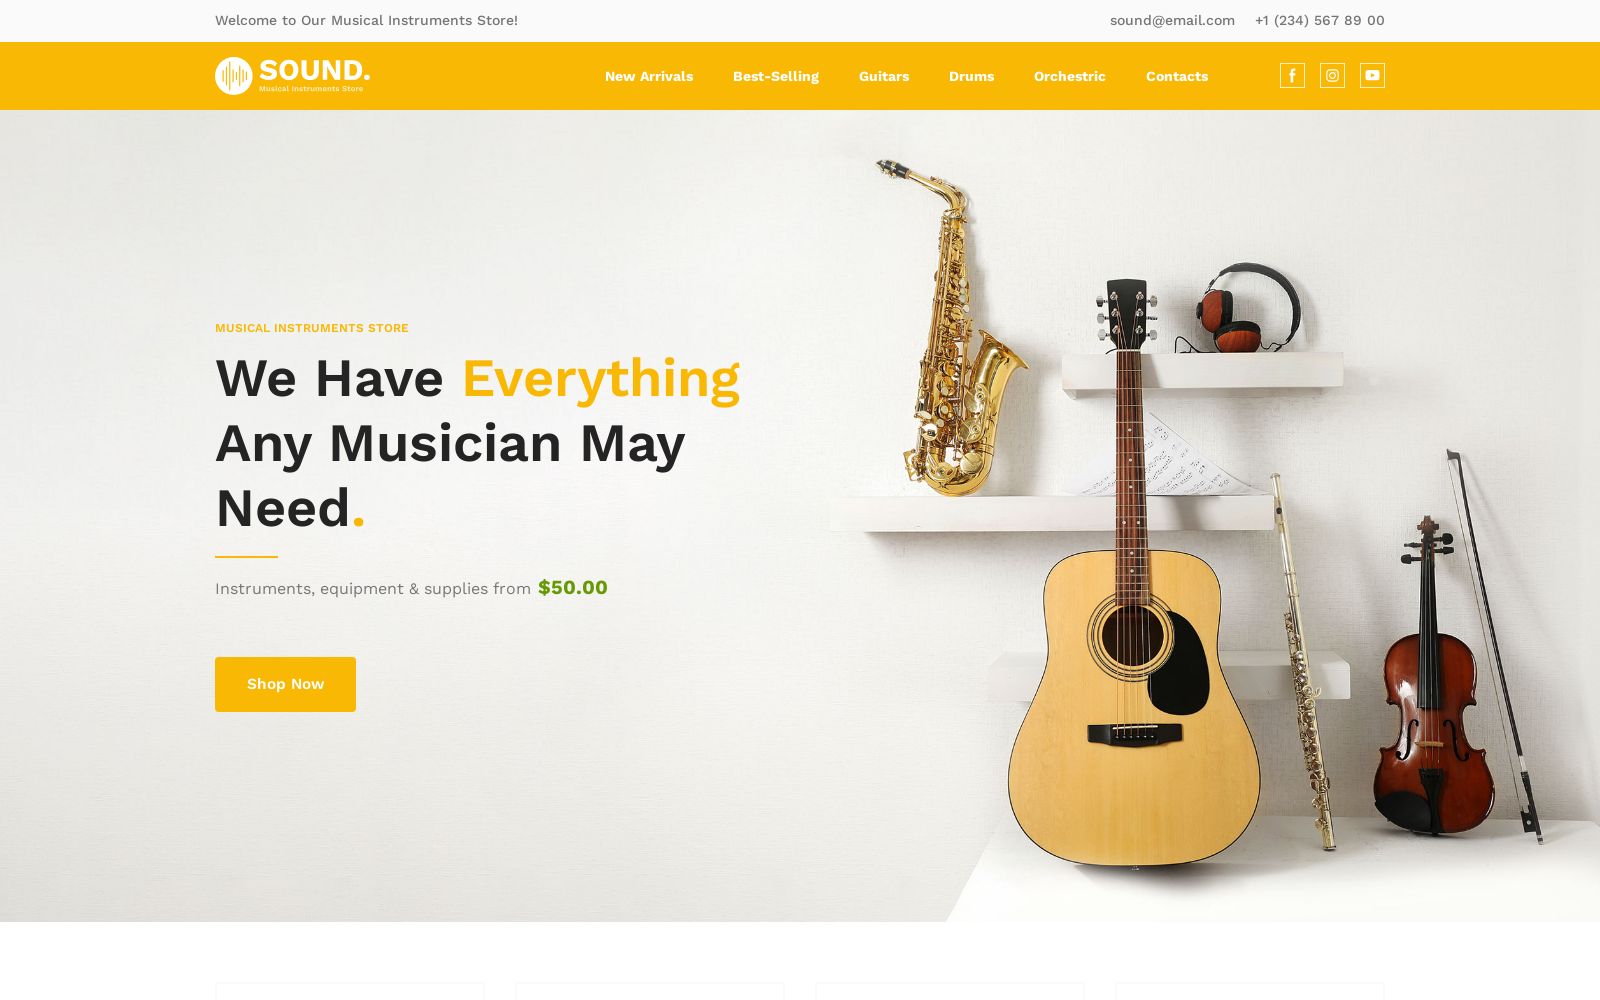 Welcome to Our Musical Instruments Store!
sound@email.com
+1 (234) 567 89 00
SOUND.
Musical Instruments Store
New Arrivals
Best-Selling
Guitars
Drums
Orchestric
Contacts
MUSICAL INSTRUMENTS STORE
We Have Everything
Any Musician May
Need.
Instruments, equipment & supplies from $50.00
Shop Now